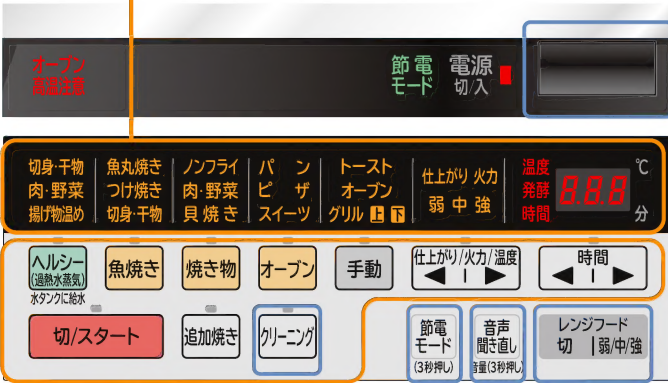 オーブン
高温注意
節電
モード
電源
切/入
切身・干物
肉・野菜
揚げ物温め
魚丸焼き
つけ焼き
切身・干物
ノンフライ
肉・野菜
貝焼き
パン
ピザ
スイーツ
トースト
オーブン
グリル 上 下
仕上がり 火力
弱 中 強
温度
発酵
時間
8.8.8
℃
分
ヘルシー
(過熱水蒸気)
水タンクに給水
魚焼き
焼き物
オーブン
手動
仕上がり/火力/温度
◀ | ▶
時間
◀ | ▶
切/スタート
追加焼き
クリーニング
節電
モード
(3秒押し)
音声
聞き直し
音量(3秒押し)
レンジフード
切 |弱/中/強